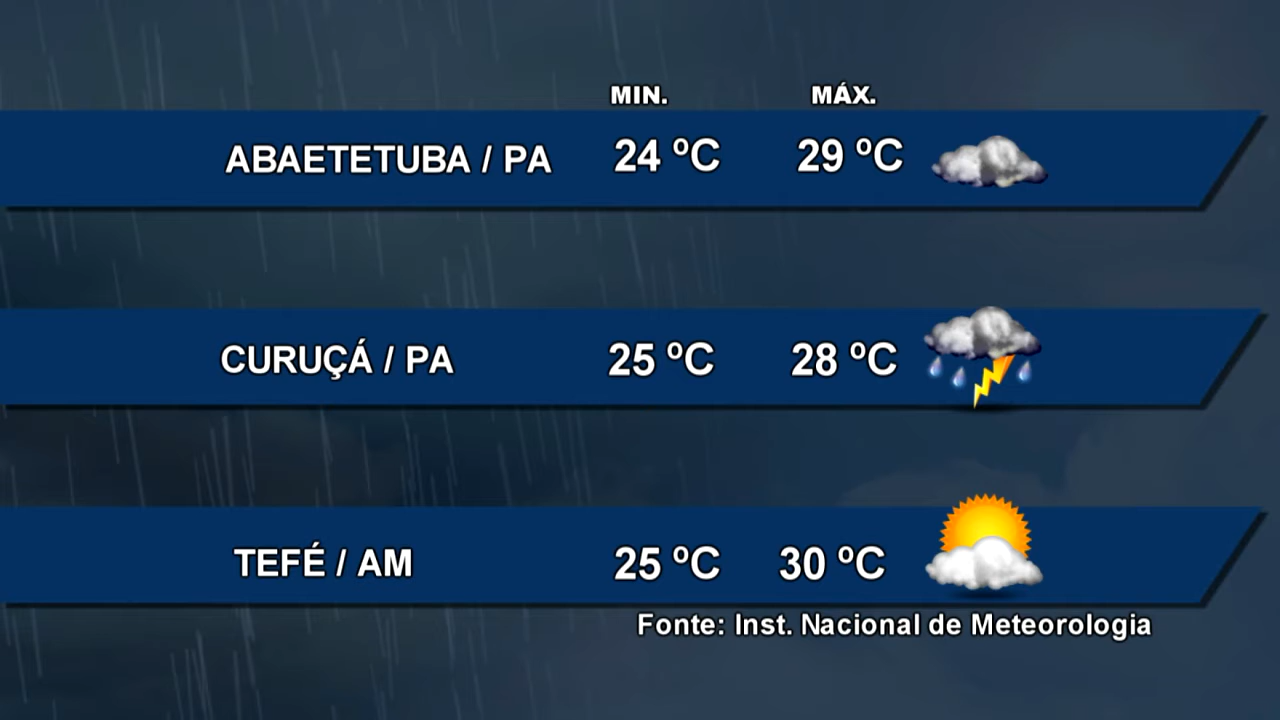 MIN. MÁX.
ABAETETUBA / PA 24 ºC 29 ºC
CURUÇÁ / PA 25 ºC 28 ºC
TEFÉ / AM 25 ºC 30 ºC
Fonte: Inst. Nacional de Meteorologia